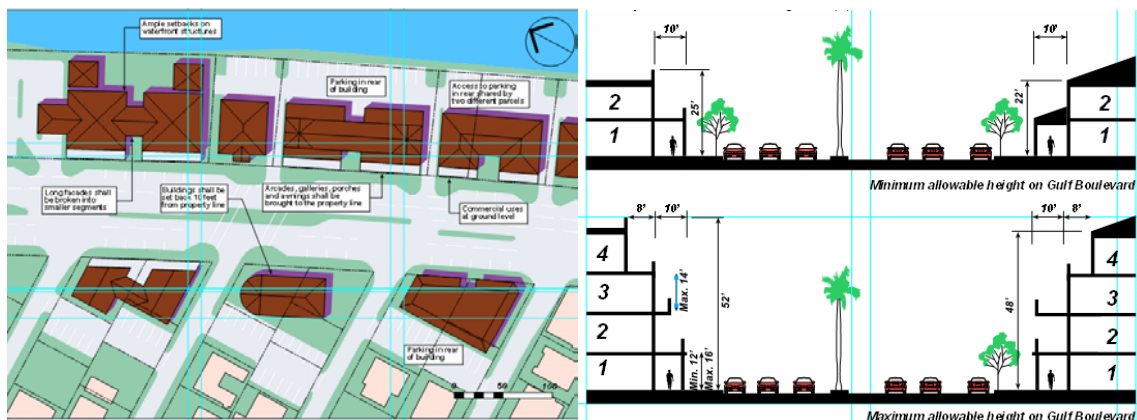 Ample setbacks on
waterfront structures
Parking in rear
of building
Access to parking
in rear shared by
two different parcels
Long facades shall
be broken into
smaller segments
Buildings shall be
set back 10 feet
from property line
Arcades, galleries, porches
and awnings shall be
brought to the property line
Commercial uses
at ground level
Parking in rear
of building
0 50 100
10'
10'
25'
22'
2
1
2
1
Minimum allowable height on Gulf Boulevard
8' 10'
10' 8'
52'
48'
Max. 14'
Min. 12'
Max. 16'
4
3
2
1
4
3
2
1
Maximum allowable height on Gulf Boulevard